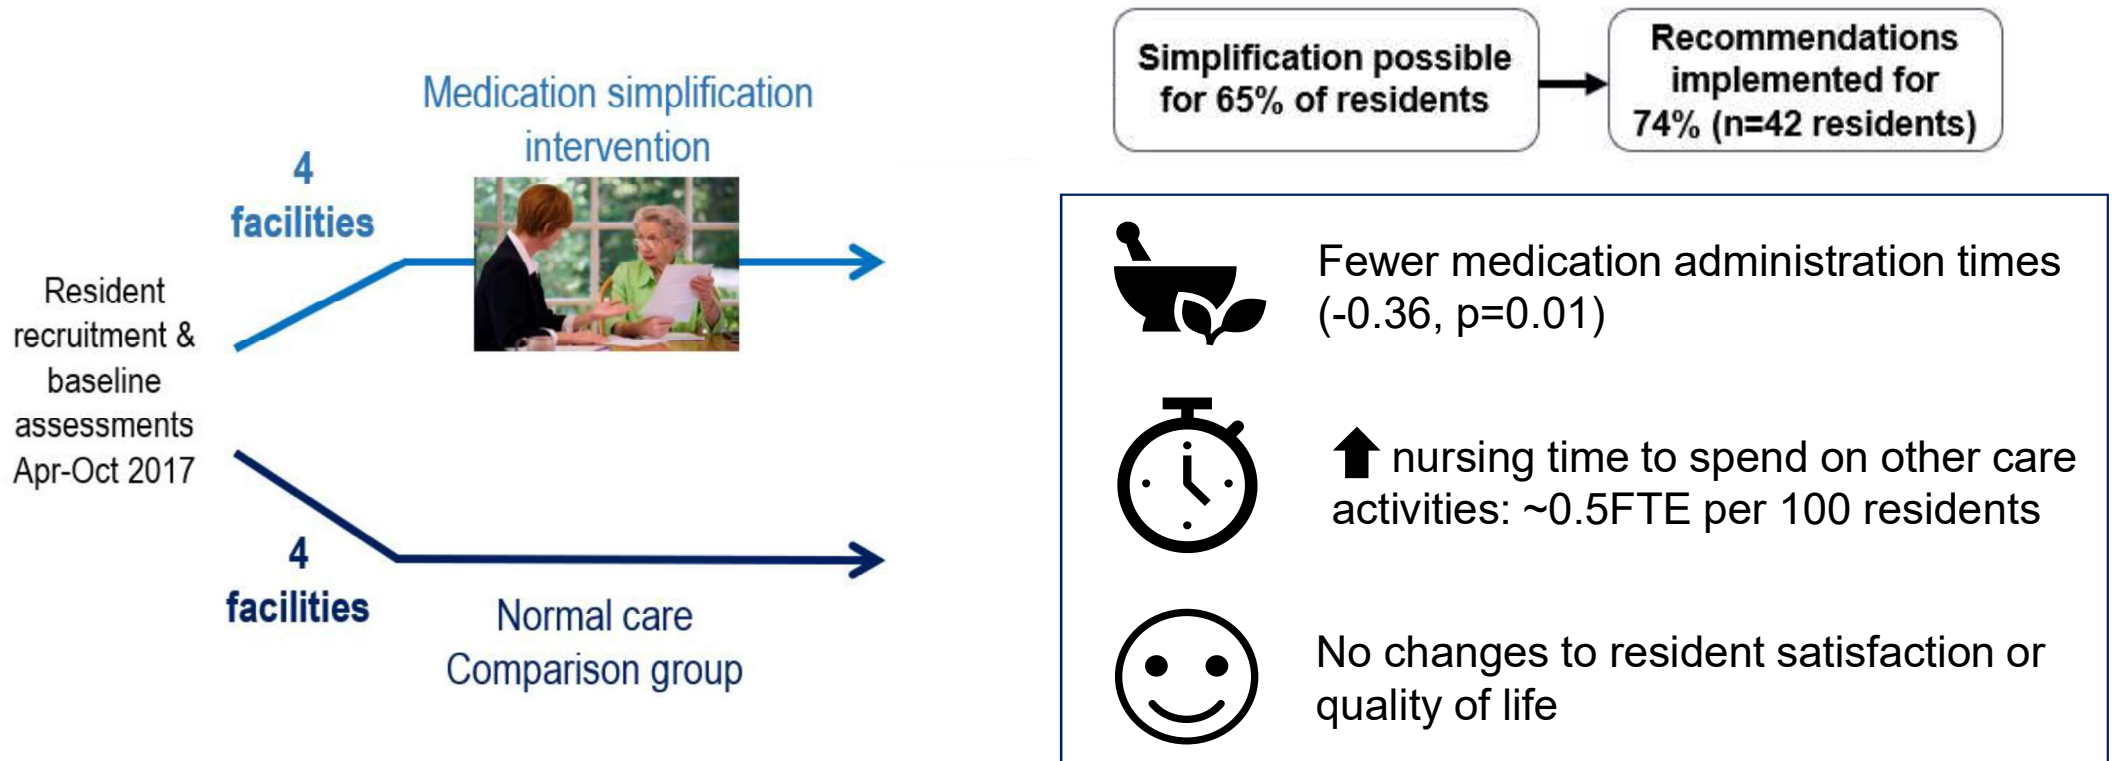 Resident
recruitment &
baseline
assessments
Apr-Oct 2017
4
facilities
Medication simplification
intervention
4
facilities
Normal care
Comparison group
Simplification possible
for 65% of residents
Recommendations
implemented for
74% (n=42 residents)
Fewer medication administration times
(-0.36, p=0.01)
nursing time to spend on other care
activities: ~0.5FTE per 100 residents
No changes to resident satisfaction or
quality of life